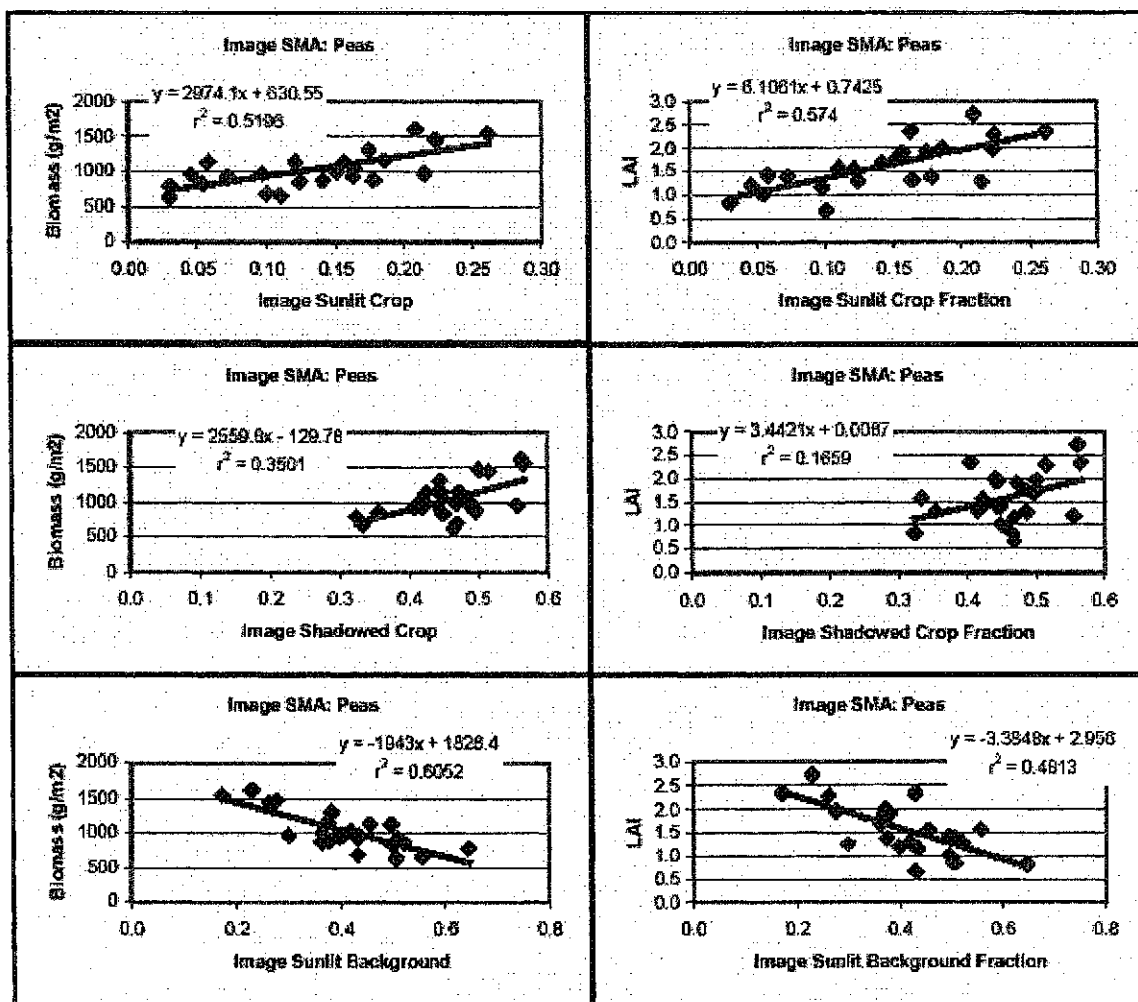 Image SMA: Peas
y = 2974.1x + 630.55
r² = 0.5196
Biomass (g/m2)
2000
1500
1000
500
0
0.00 0.05 0.10 0.15 0.20 0.25 0.30
Image Sunlit Crop
Image SMA: Peas
y = 6.1061x + 0.7425
r² = 0.574
LAI
3.0
2.5
2.0
1.5
1.0
0.5
0.0
0.00 0.05 0.10 0.15 0.20 0.25 0.30
Image Sunlit Crop Fraction
Image SMA: Peas
y = 2559.8x - 129.78
r² = 0.3501
Biomass (g/m2)
2000
1500
1000
500
0
0.0 0.1 0.2 0.3 0.4 0.5 0.6
Image Shadowed Crop
Image SMA: Peas
y = 3.4421x + 0.0087
r² = 0.1659
LAI
3.0
2.5
2.0
1.5
1.0
0.5
0.0
0.0 0.1 0.2 0.3 0.4 0.5 0.6
Image Shadowed Crop Fraction
Image SMA: Peas
y = -1943x + 1826.4
r² = 0.6052
Biomass (g/m2)
2000
1500
1000
500
0
0.0 0.2 0.4 0.6 0.8
Image Sunlit Background
Image SMA: Peas
y = -3.3848x + 2.956
r² = 0.4813
LAI
3.0
2.5
2.0
1.5
1.0
0.5
0.0
0.0 0.2 0.4 0.6 0.8
Image Sunlit Background Fraction